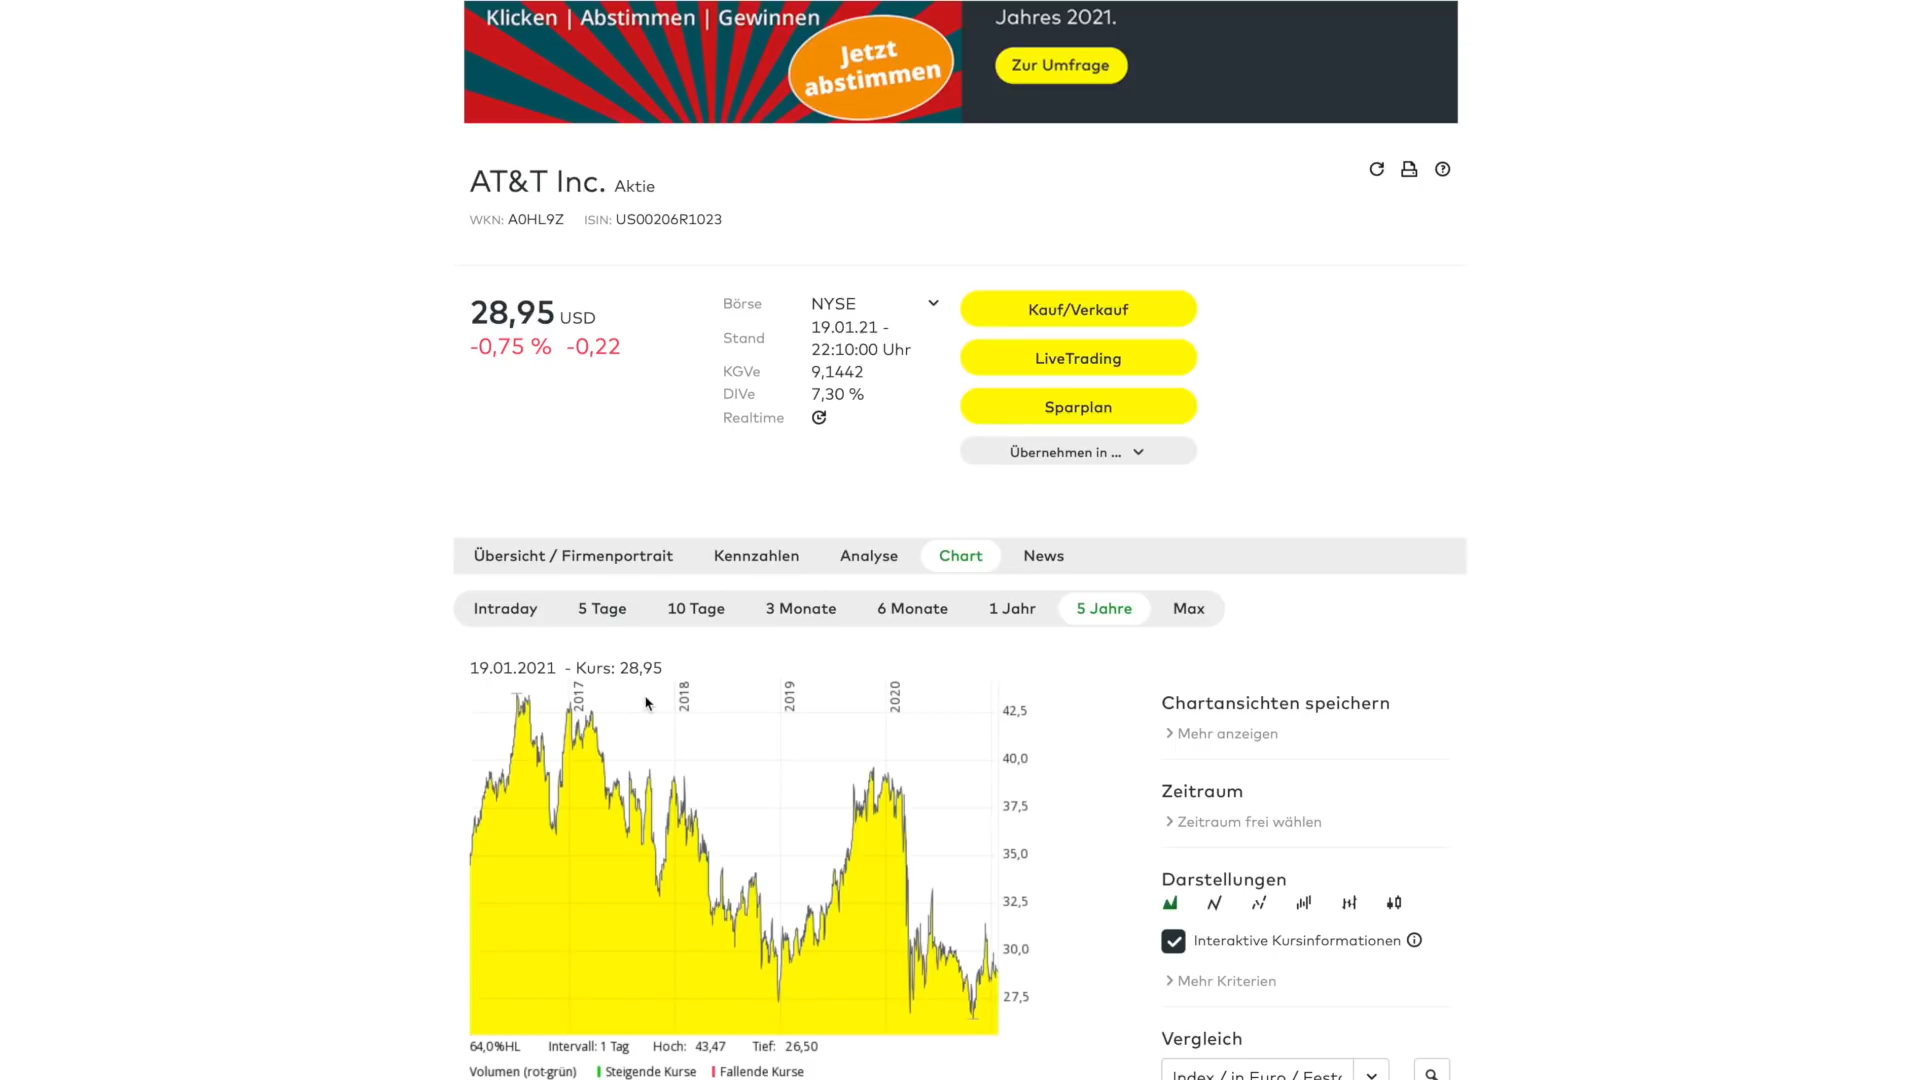 Klicken | Abstimmen | Gewinnen
Jetzt
abstimmen
Jahres 2021.
Zur Umfrage
AT&T Inc. Aktie
WKN: A0HL9Z ISIN: US00206R1023
28,95 USD
-0,75 % -0,22
Börse NYSE
Stand 19.01.21 -
22:10:00 Uhr
KGVe 9,1442
DIVe 7,30 %
Realtime
Kauf/Verkauf
LiveTrading
Sparplan
Übernehmen in ...
Übersicht / Firmenportrait Kennzahlen Analyse Chart News
Intraday 5 Tage 10 Tage 3 Monate 6 Monate 1 Jahr 5 Jahre Max
19.01.2021 - Kurs: 28,95
2017 2018 2019 2020
42,5
40,0
37,5
35,0
32,5
30,0
27,5
64,0%HL Intervall: 1 Tag Hoch: 43,47 Tief: 26,50
Volumen (rot-grün) Steigende Kurse Fallende Kurse
Chartansichten speichern
Mehr anzeigen
Zeitraum
Zeitraum frei wählen
Darstellungen
Interaktive Kursinformationen
Mehr Kriterien
Vergleich
Index / in Euro / Festg